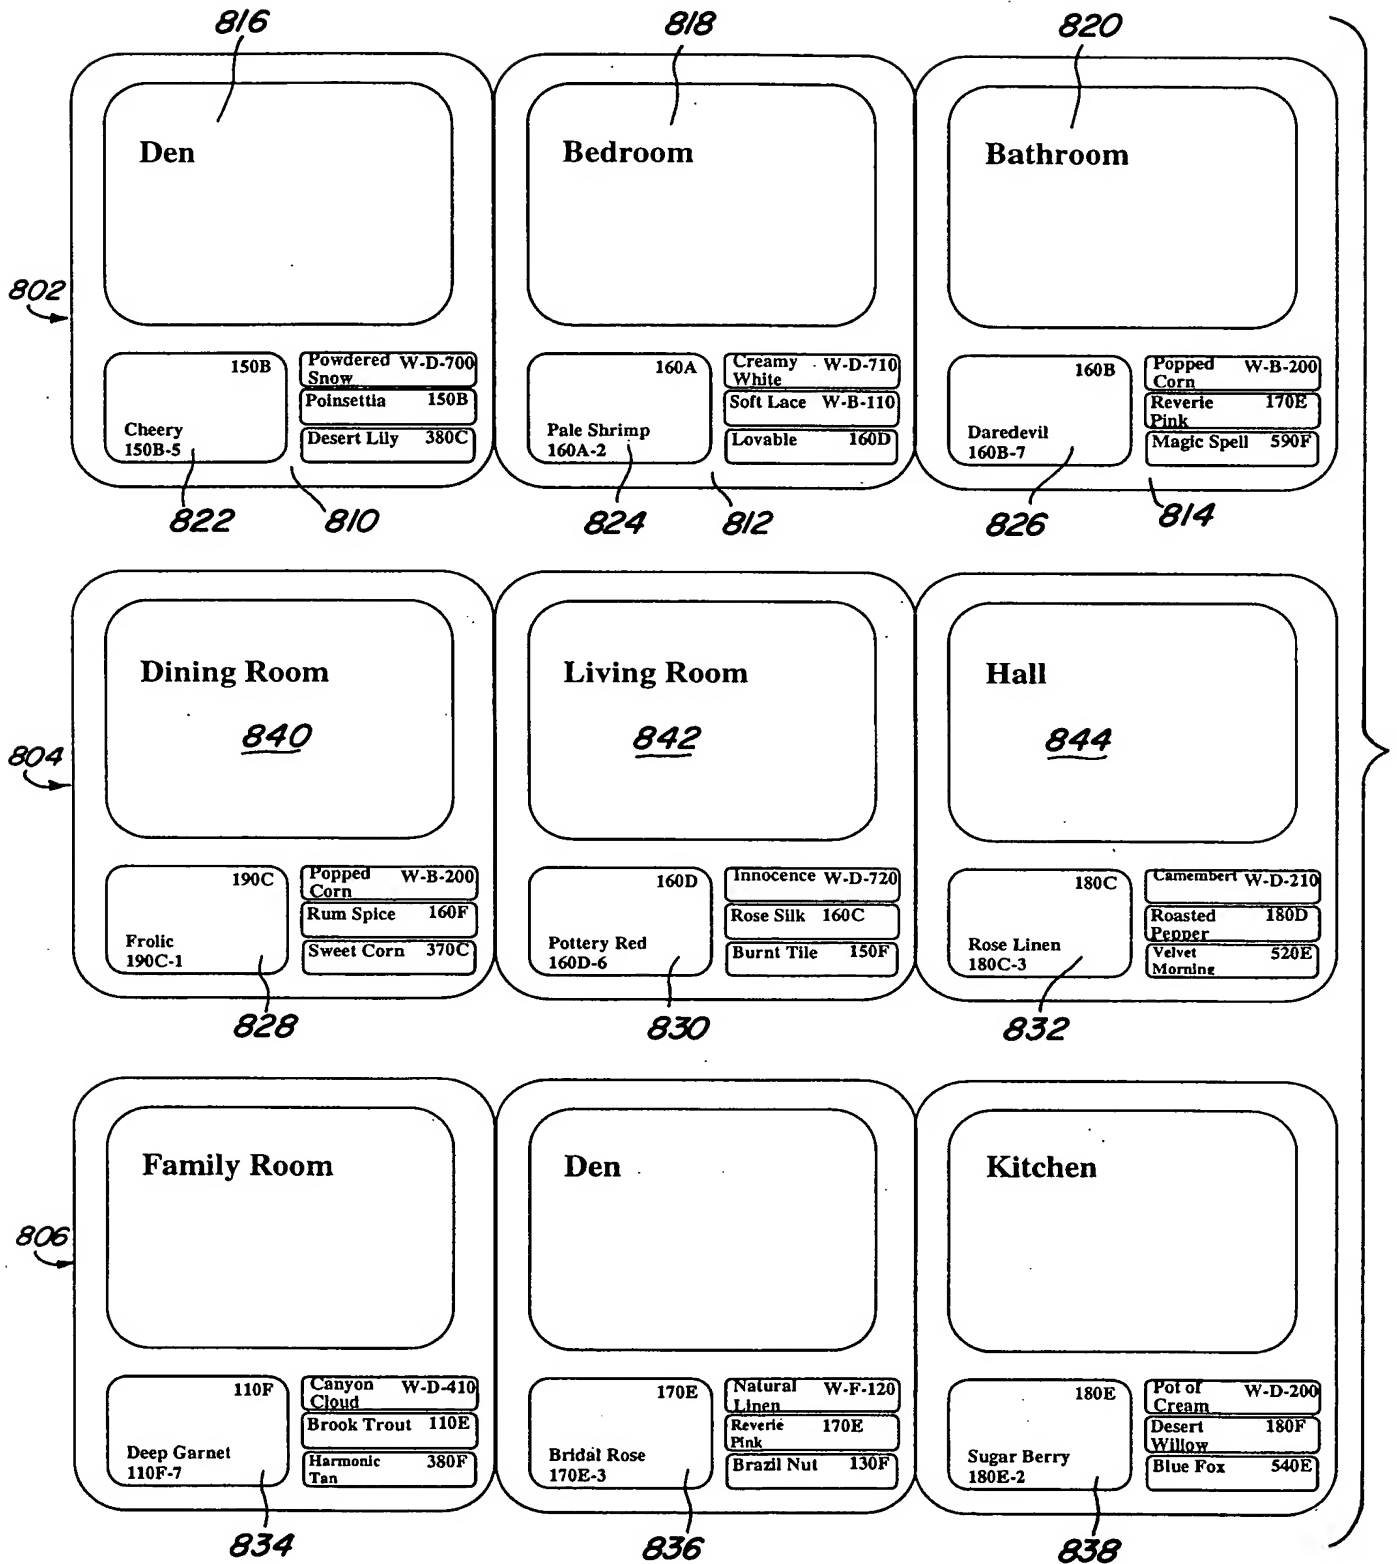 816
818
820
Den
Bedroom
Bathroom
802
150B
Cheery
150B-5
Powdered W-D-700
Snow
Poinsettia 150B
Desert Lily 380C
160A
Pale Shrimp
160A-2
Creamy W-D-710
White
Soft Lace W-B-110
Lovable 160D
160B
Daredevil
160B-7
Popped W-B-200
Corn
Reverie 170E
Pink
Magic Spell 590F
822
810
824
812
826
814
Dining Room
840
Living Room
842
Hall
844
804
190C
Frolic
190C-1
Popped W-B-200
Corn
Rum Spice 160F
Sweet Corn 370C
160D
Pottery Red
160D-6
Innocence W-D-720
Rose Silk 160C
Burnt Tile 150F
180C
Rose Linen
180C-3
Camembert W-D-210
Roasted 180D
Pepper
Velvet 520E
Morning
828
830
832
Family Room
Den
Kitchen
806
110F
Deep Garnet
110F-7
Canyon W-D-410
Cloud
Brook Trout 110E
Harmonic 380F
Tan
170E
Bridal Rose
170E-3
Natural W-F-120
Linen
Reverie 170E
Pink
Brazil Nut 130F
180E
Sugar Berry
180E-2
Pot of W-D-200
Cream
Desert 180F
Willow
Blue Fox 540E
834
836
838